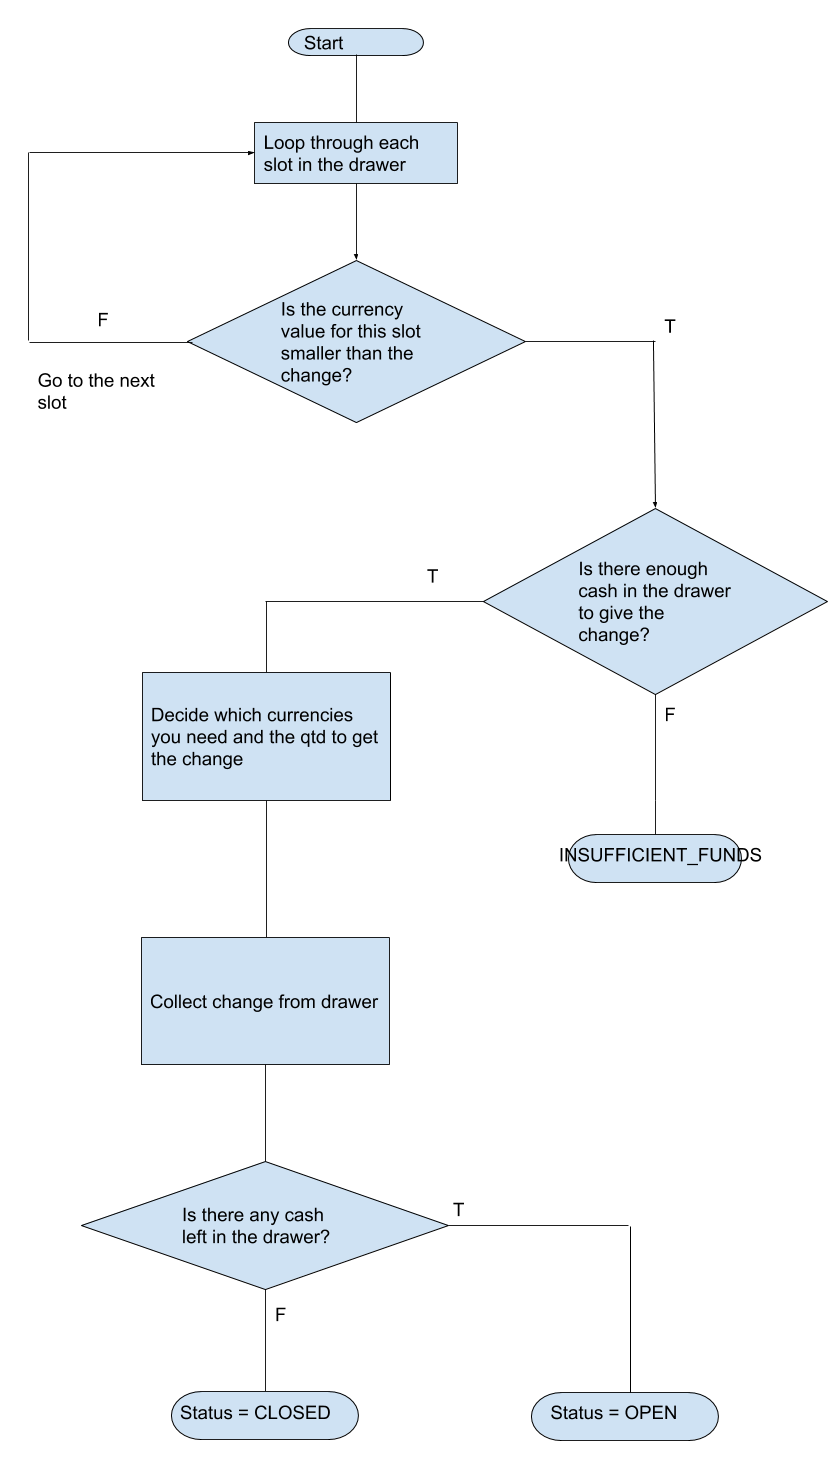 Start
Loop through each
slot in the drawer
Is the currency
value for this slot
smaller than the
change?
F
T
Go to the next
slot
Is there enough
cash in the drawer
to give the
change?
T
F
Decide which currencies
you need and the qtd to get
the change
INSUFFICIENT_FUNDS
Collect change from drawer
Is there any cash
left in the drawer?
T
F
Status = CLOSED
Status = OPEN